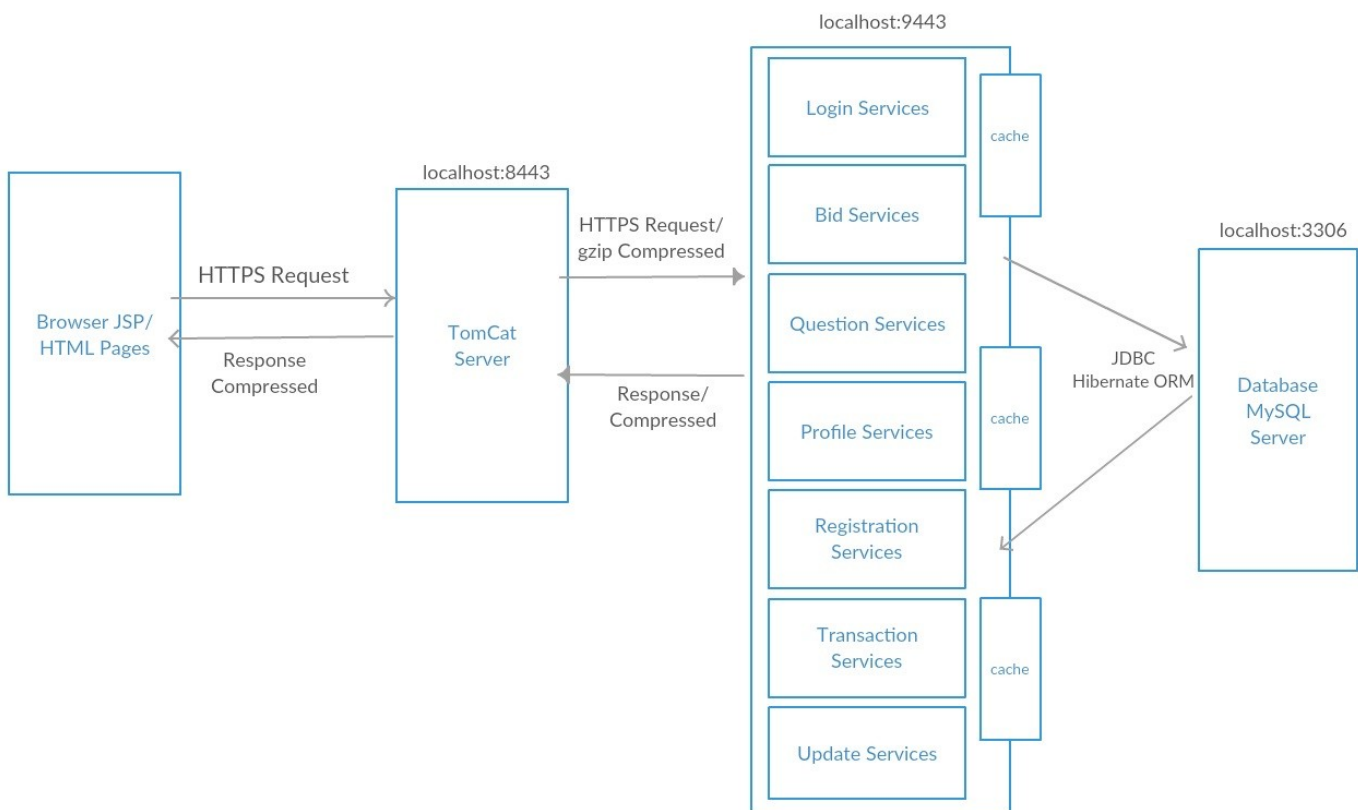 localhost:9443
Login Services
cache
Bid Services
localhost:8443
HTTPS Request/
gzip Compressed
localhost:3306
HTTPS Request
Browser JSP/
HTML Pages
TomCat
Server
Question Services
Response
Compressed
Response/
Compressed
JDBC
Hibernate ORM
Profile Services
cache
Database
MySQL
Server
Registration
Services
Transaction
Services
cache
Update Services